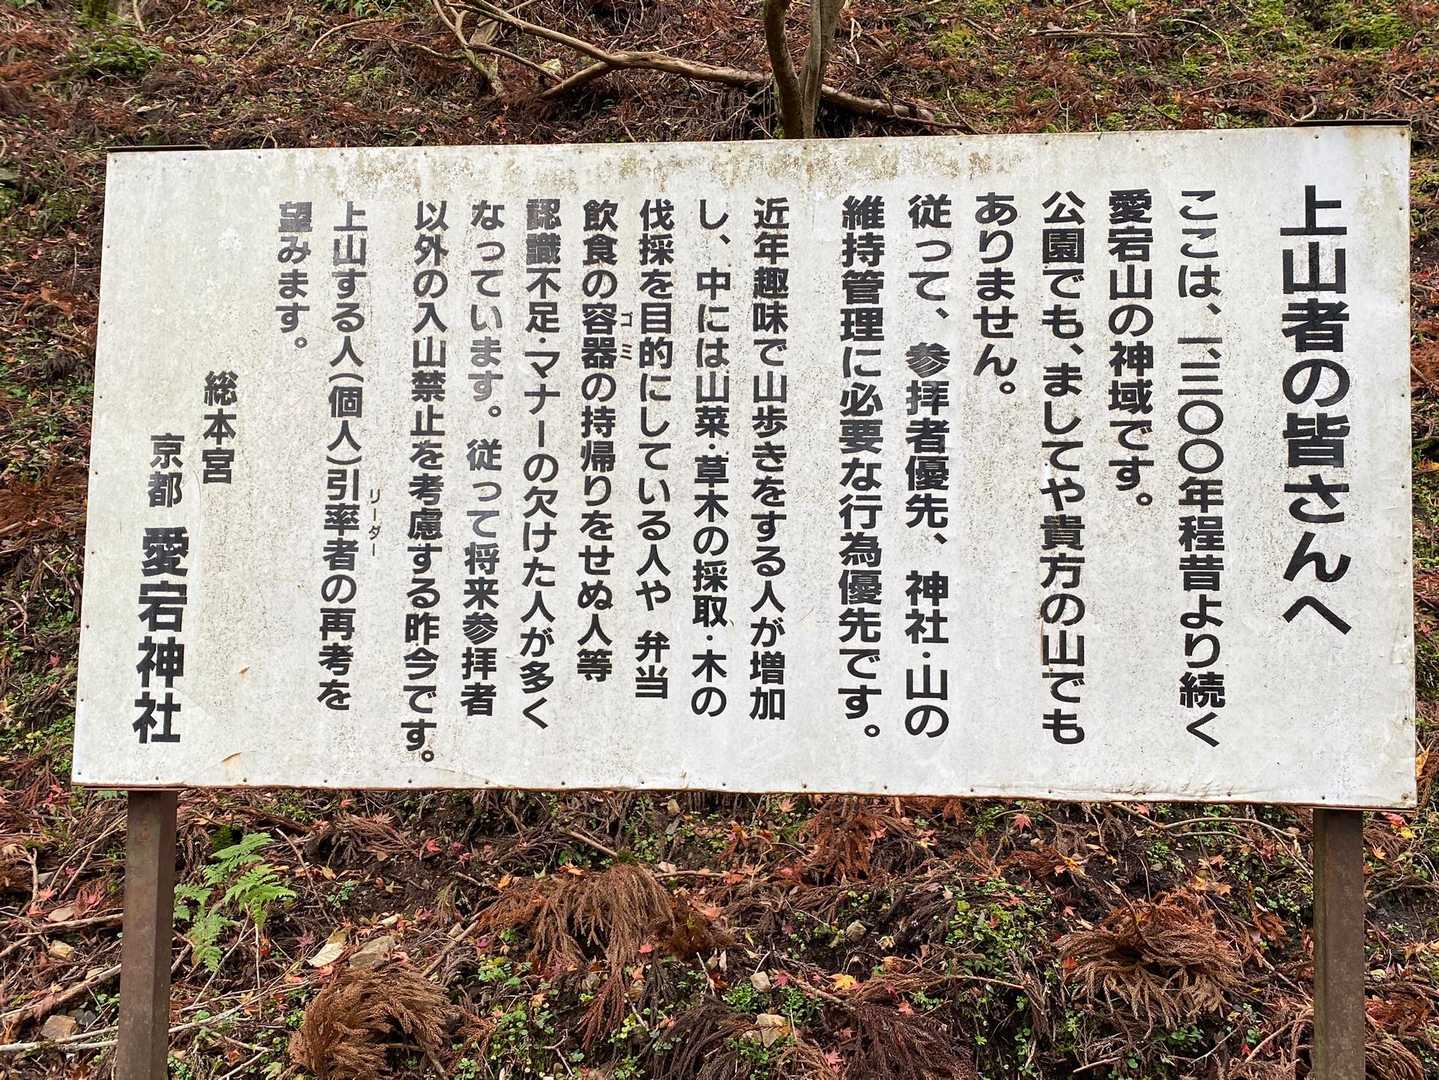 上山者の皆さんへ
ここは、一、三〇〇年程昔より続く
愛宕山の神域です。
公園でも、ましてや貴方の山でも
ありません。
従って、参拝者優先、神社・山の
維持管理に必要な行為優先です。
近年趣味で山歩きをする人が増加
し、中には山菜・草木の採取・木の
伐採を目的にしている人や 弁当
ゴミ
飲食の容器の持帰りをせぬ人等
認識不足・マナーの欠けた人が多く
なっています。従って将来参拝者
以外の入山禁止を考慮する昨今です。
リーダー
上山する人(個人)引率者の再考を
望みます。
総本宮
京都 愛宕神社